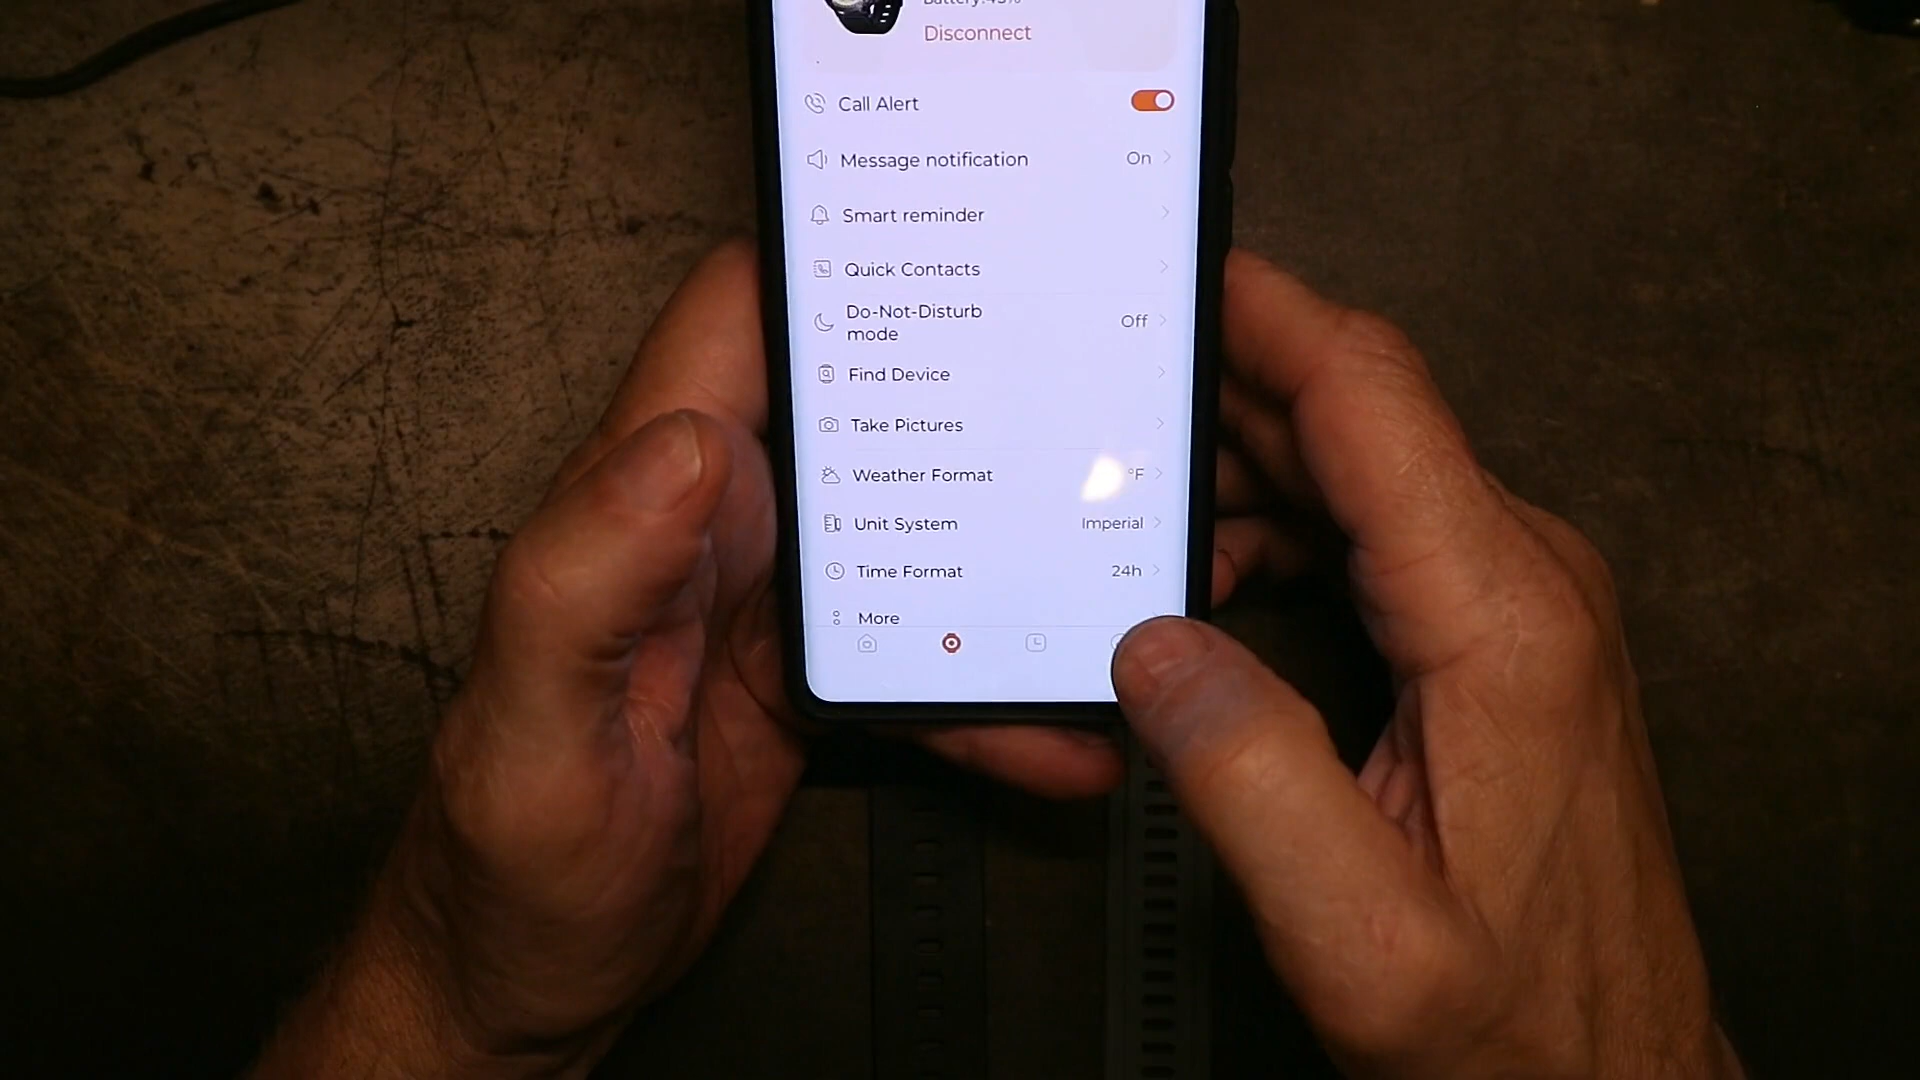 Disconnect
Call Alert
Message notification On
Smart reminder
Quick Contacts
Do-Not-Disturb
mode
Off
Find Device
Take Pictures
Weather Format °F
Unit System Imperial
Time Format 24h
More